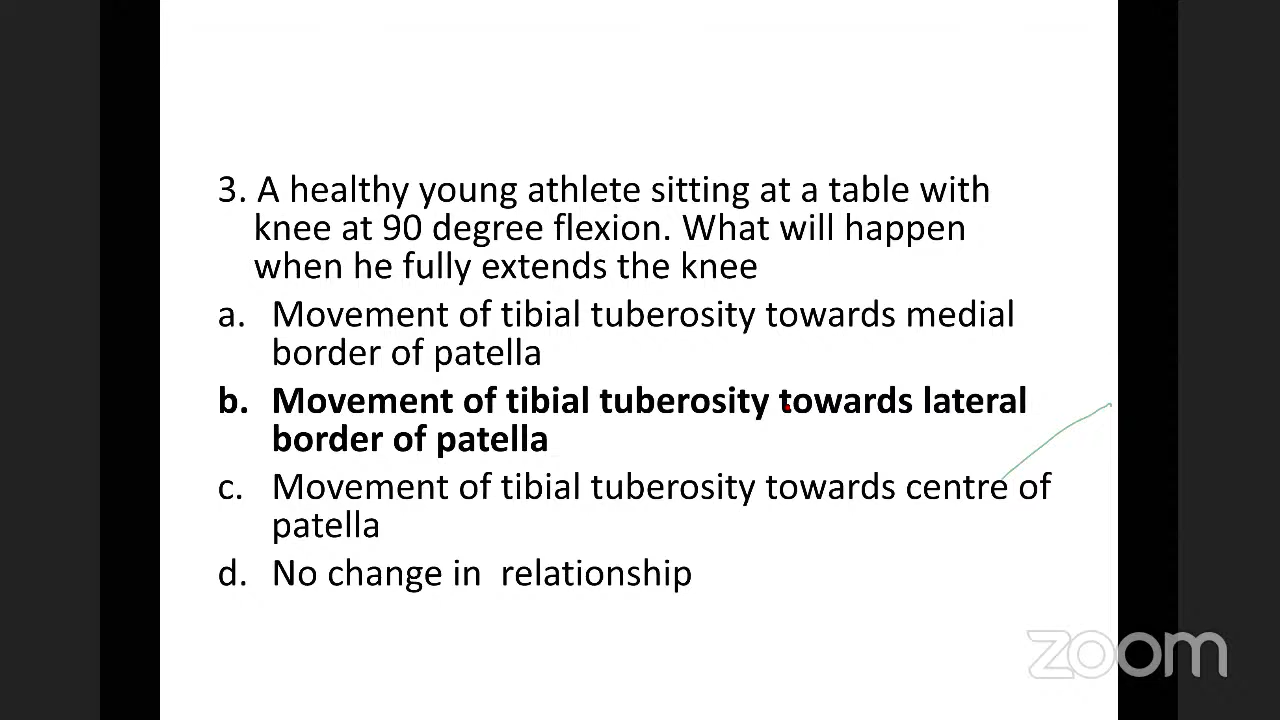 3. A healthy young athlete sitting at a table with
knee at 90 degree flexion. What will happen
when he fully extends the knee
a. Movement of tibial tuberosity towards medial
border of patella
b. Movement of tibial tuberosity towards lateral
border of patella
c. Movement of tibial tuberosity towards centre of
patella
d. No change in relationship
zoom